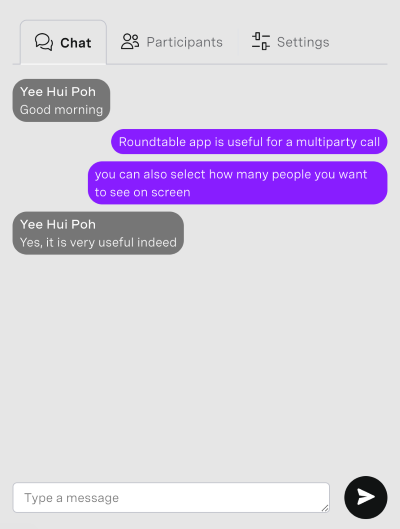 Chat
Participants
Settings
Yee Hui Poh
Good morning
Roundtable app is useful for a multiparty call
you can also select how many people you want
to see on screen
Yee Hui Poh
Yes, it is very useful indeed
Type a message